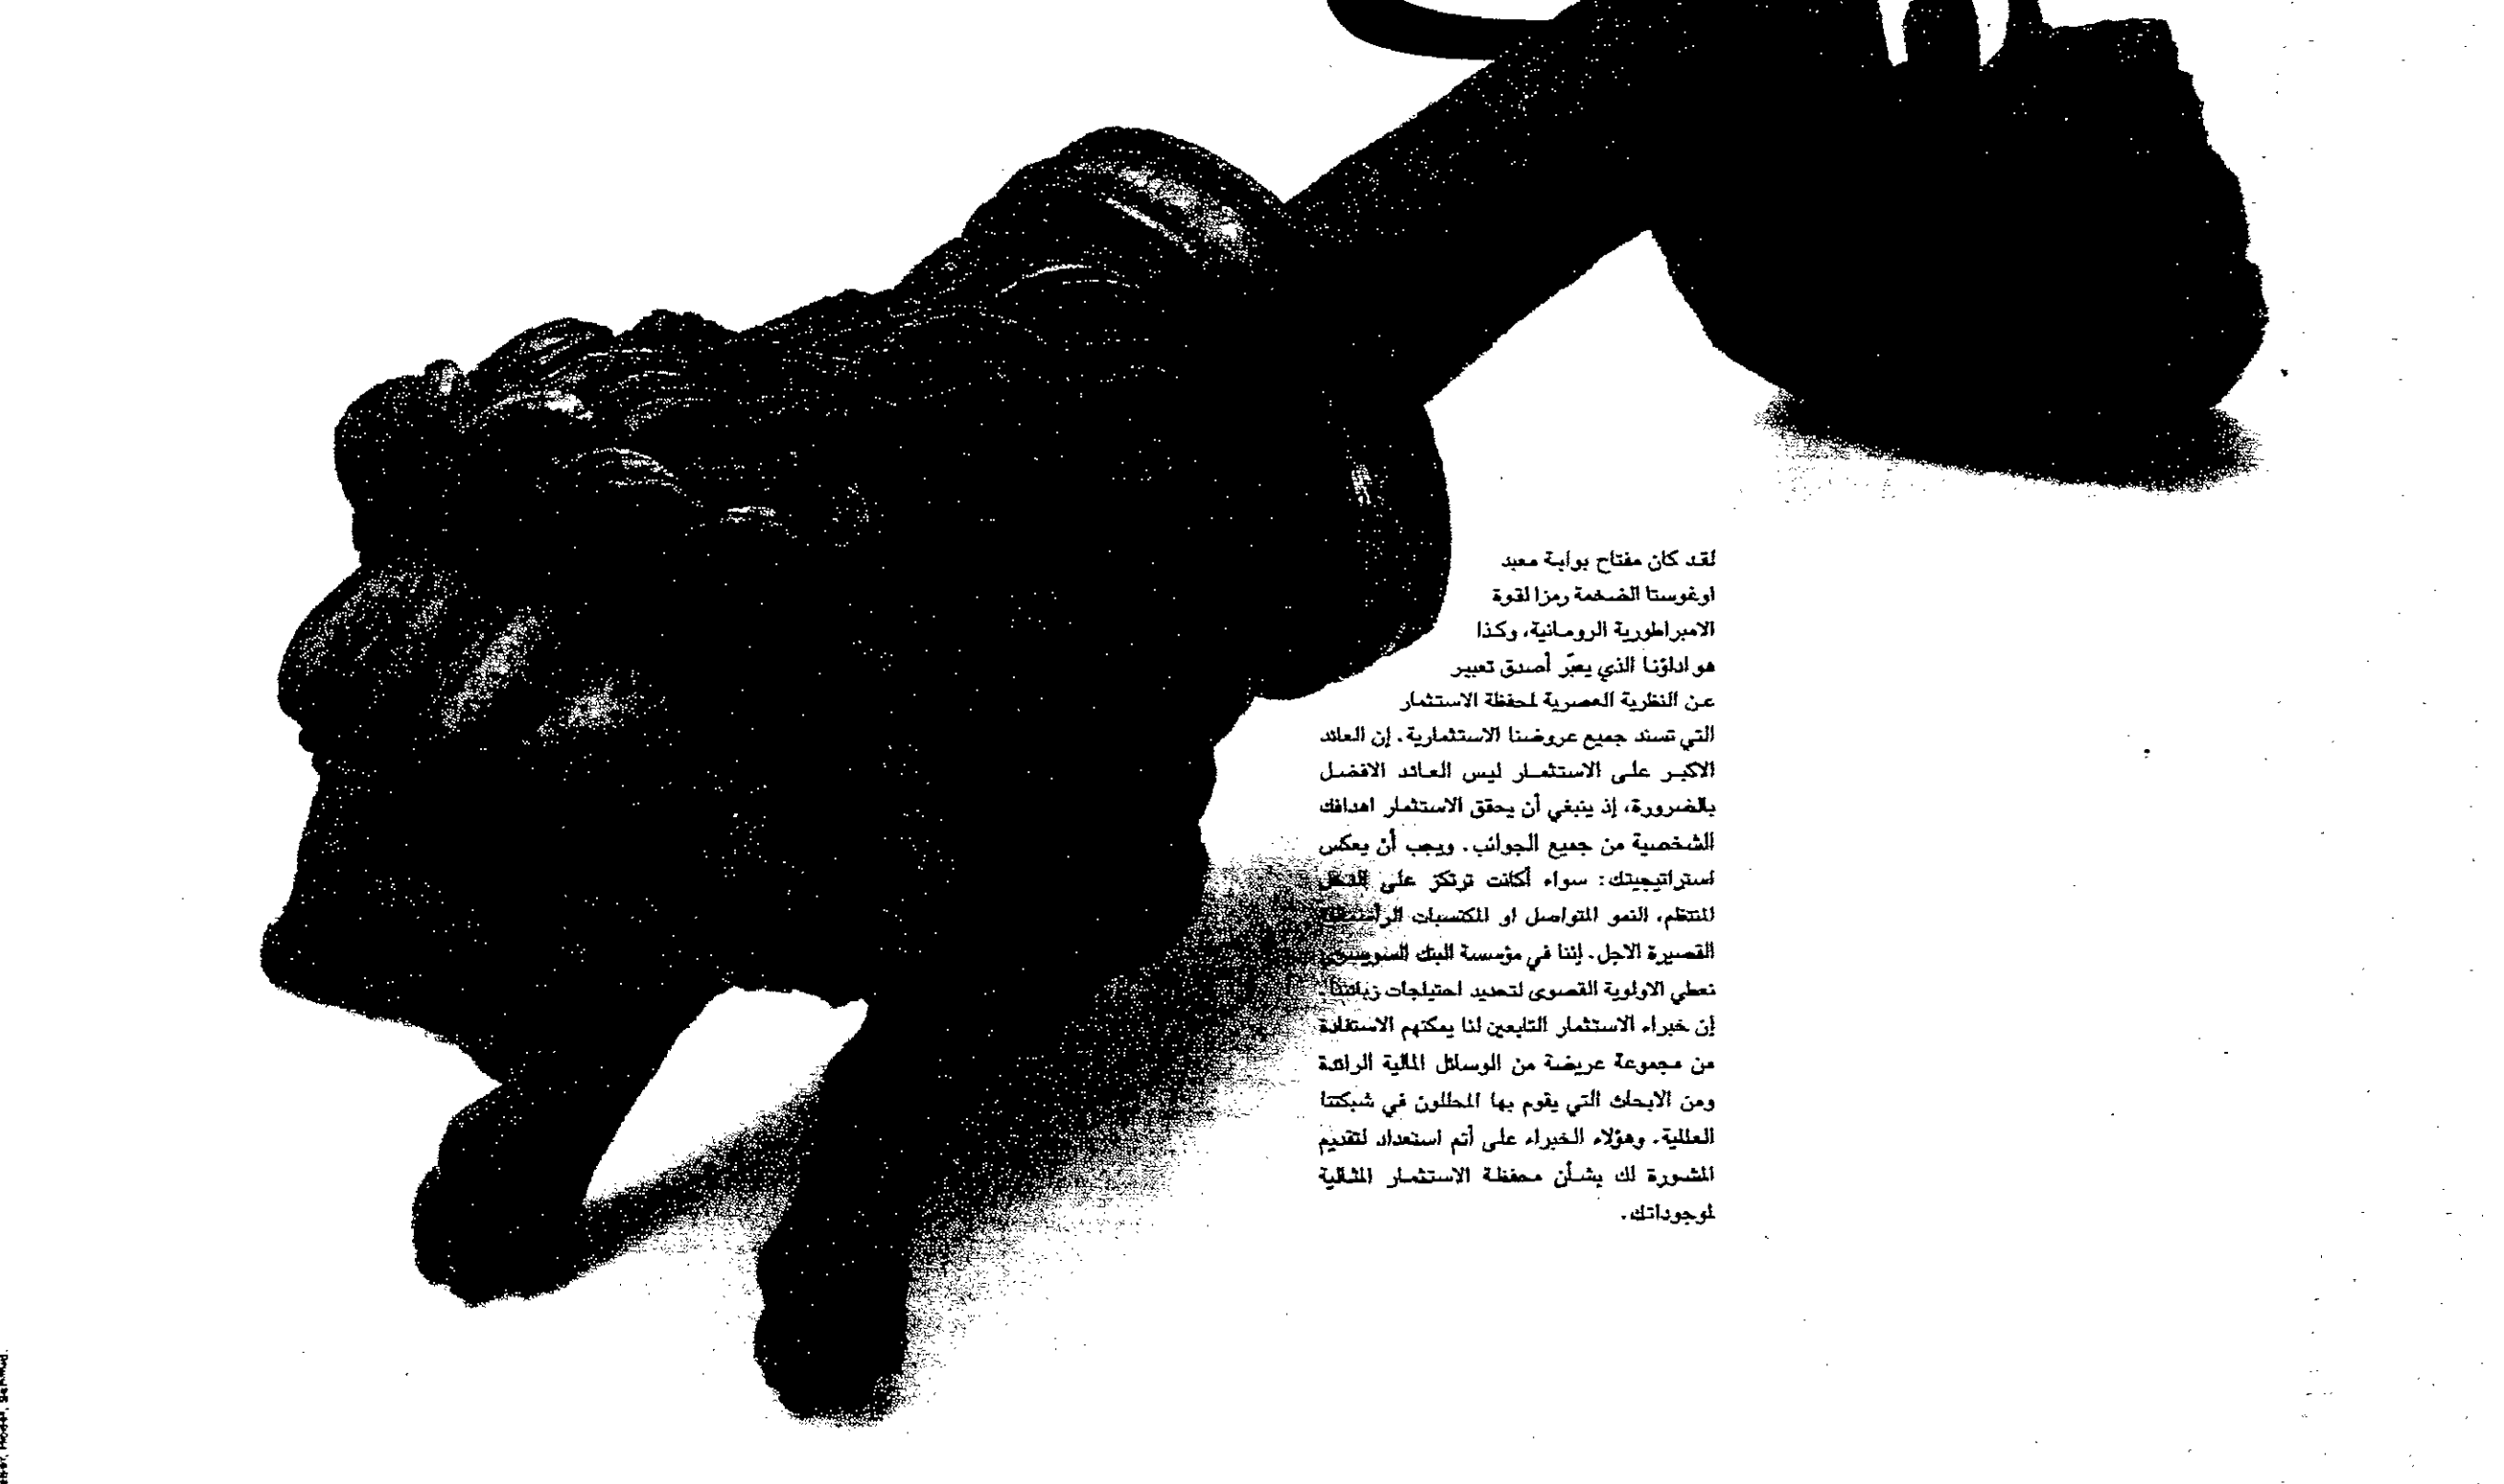 لقد كان مفتاح بوابة معبد
اوغوستا الضخمة رمزا لقوة
الامبراطورية الرومانية، وكذا
هو اداؤنا الذي يعبّر أصدق تعبير
عن النظرية العصرية لمحفظة الاستثمار
التي تسند جميع عروضنا الاستثمارية. إن العائد
الاكبر على الاستثمار ليس العائد الافضل
بالضرورة، إذ ينبغي أن يحقق الاستثمار اهدافك
الشخصية من جميع الجوانب. ويجب أن يعكس
استراتيجيتك: سواء أكانت ترتكز على الدخل
المنتظم، النمو المتواصل او المكتسبات الرأسمالية
القصيرة الاجل. إننا في مؤسسة البنك السويسري
نعطي الاولوية القصوى لتحديد احتياجات زبائننا.
إن خبراء الاستثمار التابعين لنا يمكنهم الاستفادة
من مجموعة عريضة من الوسائل المالية الرائدة
ومن الابحاث التي يقوم بها المحللون في شبكتنا
العالمية. وهؤلاء الخبراء على أتم استعداد لتقديم
المشورة لك بشأن محفظة الاستثمار المثالية
لموجوداتك.